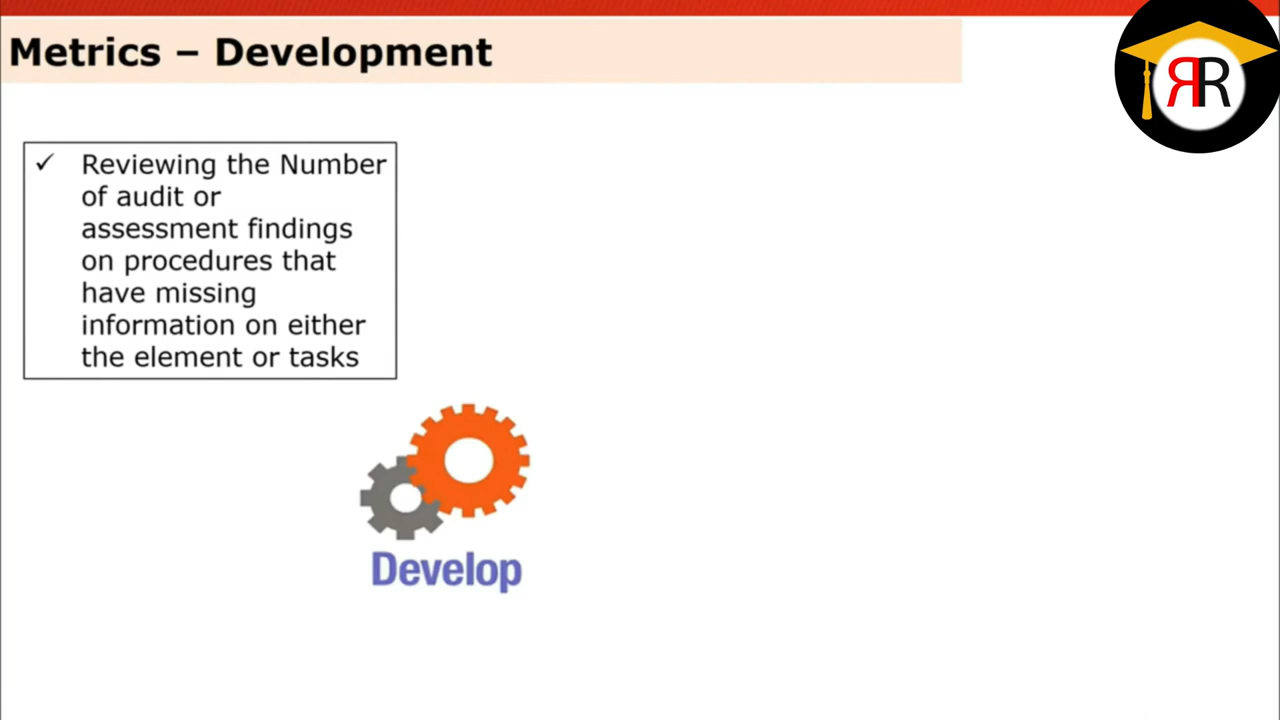 Metrics – Development
ЯR
✓ Reviewing the Number
of audit or
assessment findings
on procedures that
have missing
information on either
the element or tasks
Develop